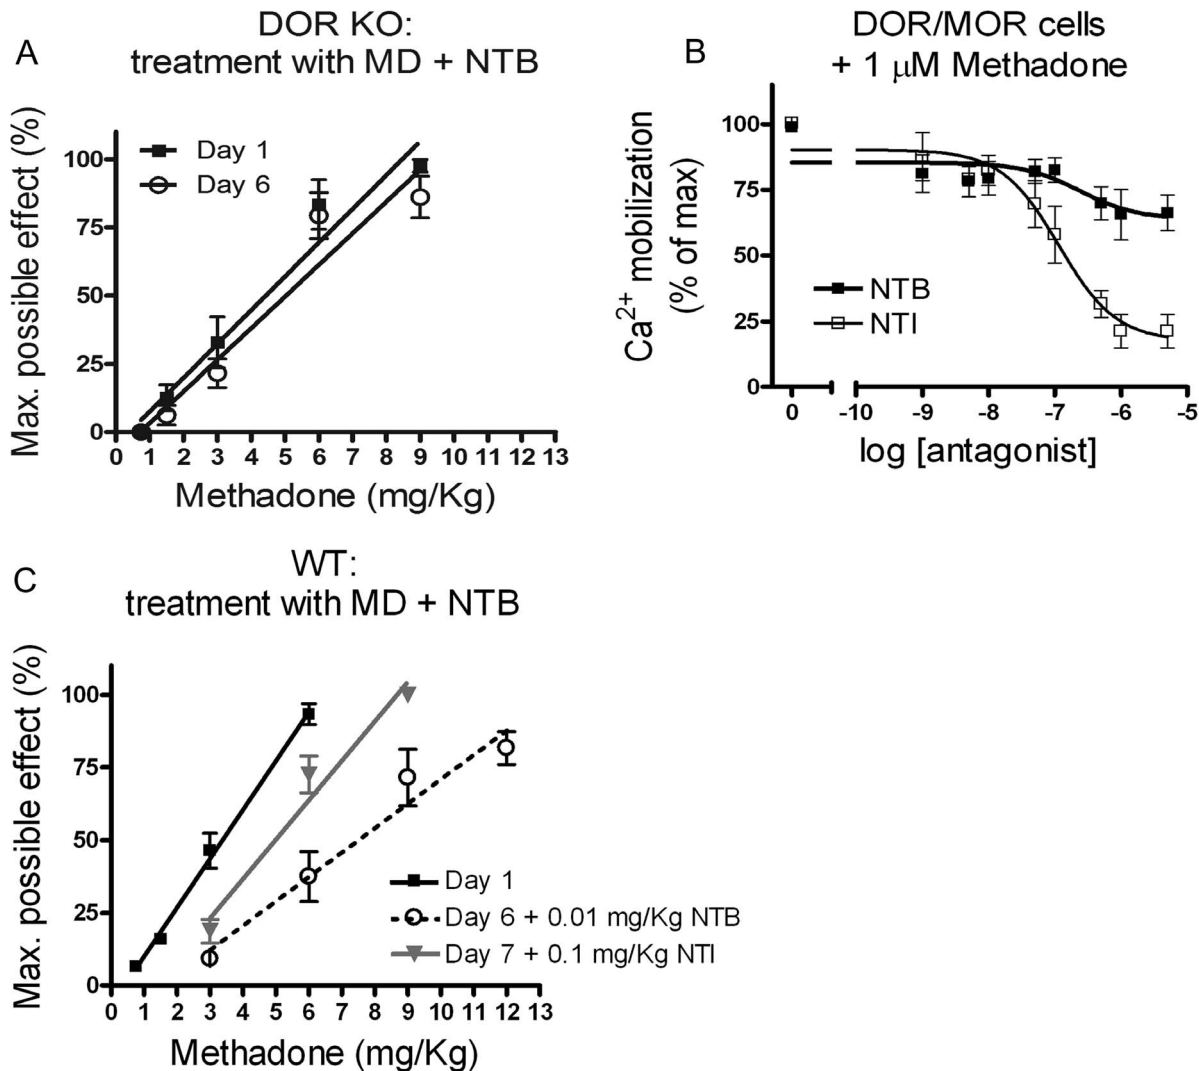 A
DOR KO:
treatment with MD + NTB
Max. possible effect (%)
100
75
50
25
0
Day 1
Day 6
0 1 2 3 4 5 6 7 8 9 10 11 12 13
Methadone (mg/Kg)
B
DOR/MOR cells
+ 1 μM Methadone
Ca2+ mobilization
(% of max)
100
75
50
25
0
NTB
NTI
0 -10 -9 -8 -7 -6 -5
log [antagonist]
C
WT:
treatment with MD + NTB
Max. possible effect (%)
100
75
50
25
0
Day 1
Day 6 + 0.01 mg/Kg NTB
Day 7 + 0.1 mg/Kg NTI
0 1 2 3 4 5 6 7 8 9 10 11 12 13
Methadone (mg/Kg)